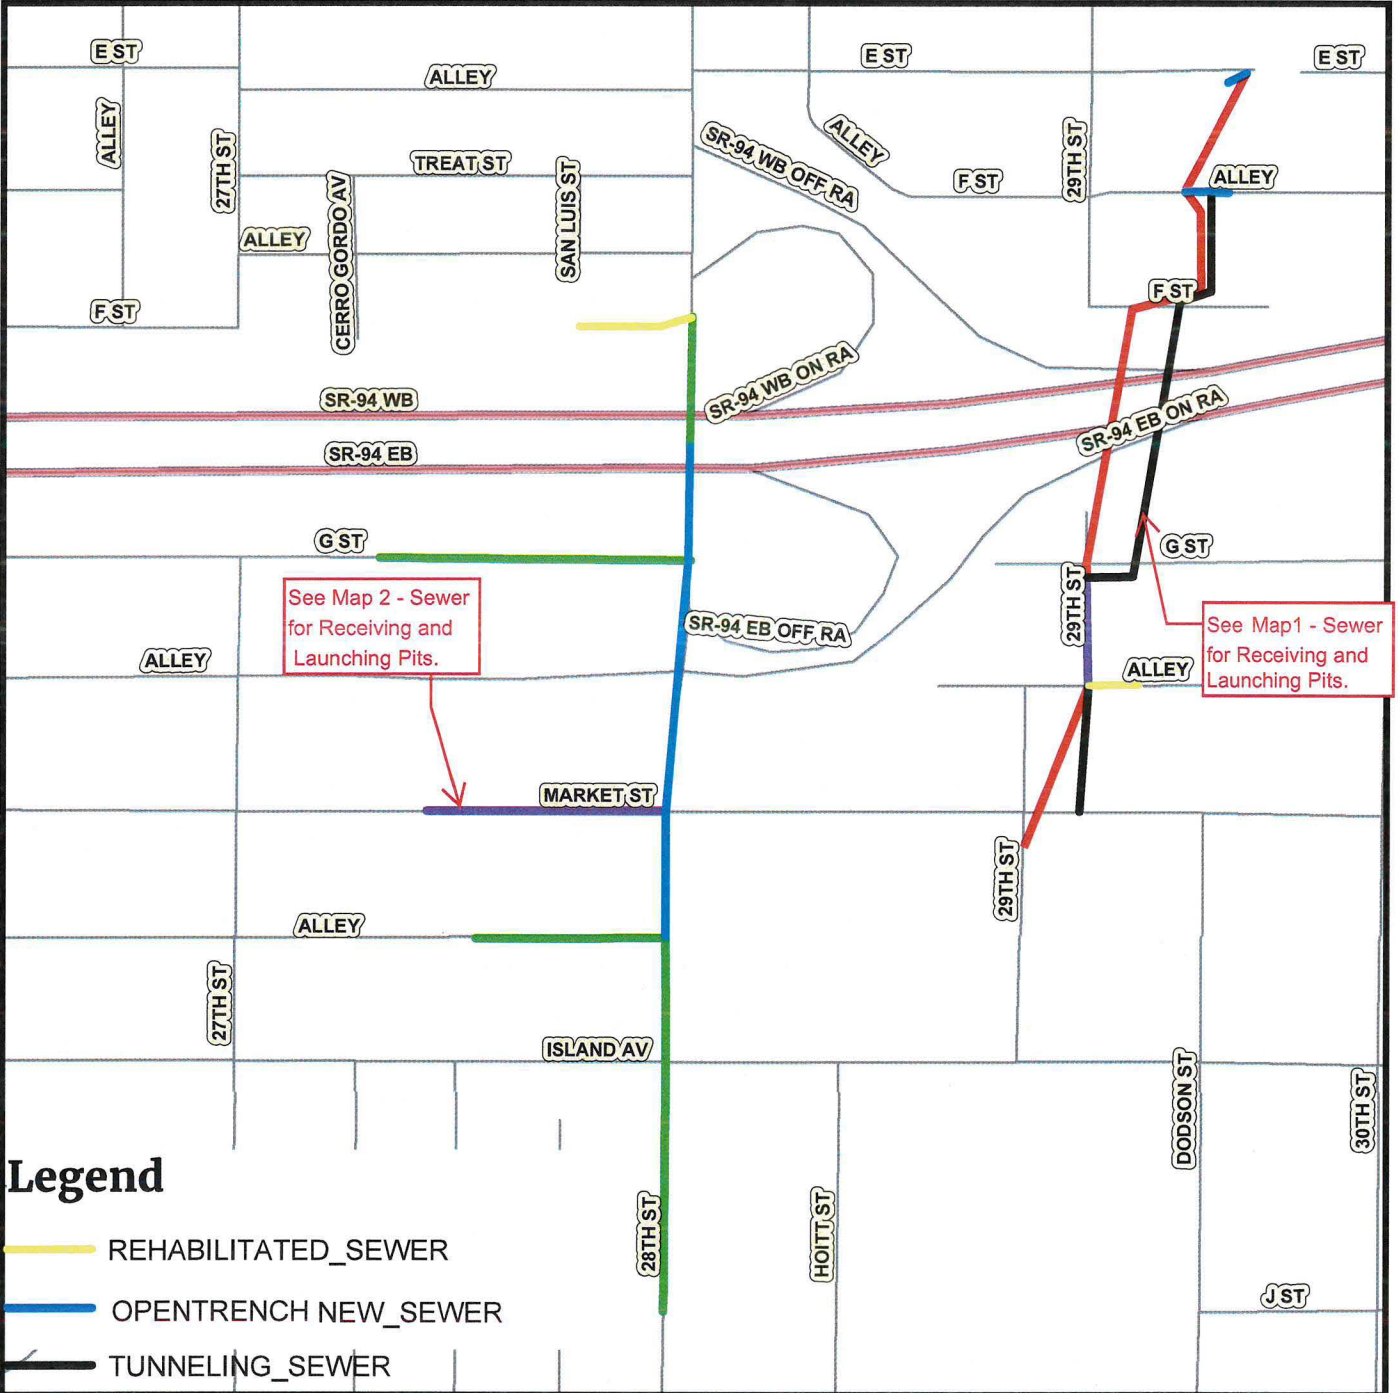 E ST
E ST
E ST
ALLEY
ALLEY
27TH ST
TREAT ST
SAN LUIS ST
CERRO GORDO AV
ALLEY
SR-94 WB OFF RA
ALLEY
F ST
29TH ST
ALLEY
F ST
F ST
SR-94 WB ON RA
SR-94 WB
SR-94 EB ON RA
SR-94 EB
G ST
G ST
See Map 2 - Sewer
for Receiving and
Launching Pits.
SR-94 EB OFF RA
29TH ST
See Map1 - Sewer
for Receiving and
Launching Pits.
ALLEY
ALLEY
MARKET ST
29TH ST
ALLEY
27TH ST
ISLAND AV
DODSON ST
30TH ST
28TH ST
HOITT ST
J ST
Legend
REHABILITATED_SEWER
OPENTRENCH NEW_SEWER
TUNNELING_SEWER